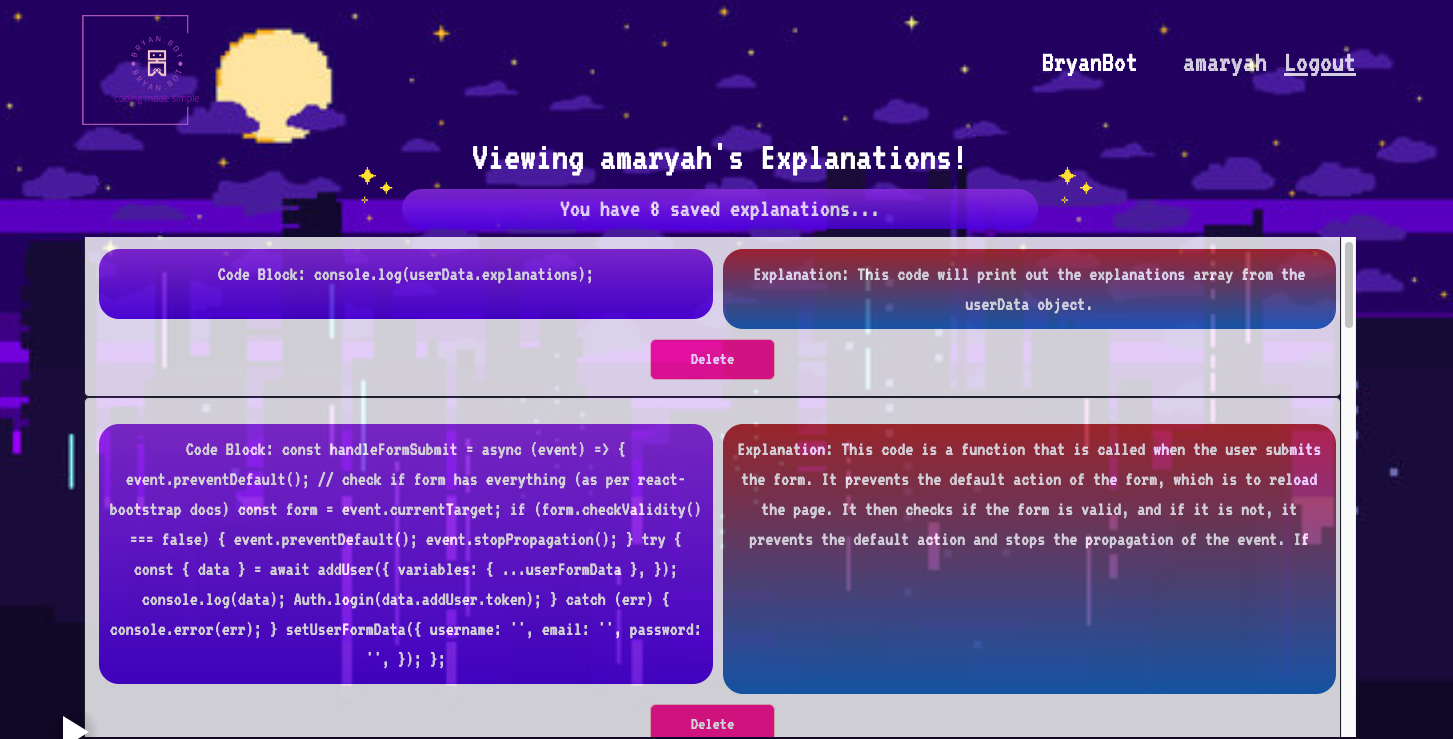 BRYAN·BOT
BRYAN·BOT
coding made simple
BryanBot amaryah Logout
Viewing amaryah's Explanations!
You have 8 saved explanations...
Code Block: console.log(userData.explanations);
Explanation: This code will print out the explanations array from the
userData object.
Delete
Code Block: const handleFormSubmit = async (event) => {
event.preventDefault(); // check if form has everything (as per react-
bootstrap docs) const form = event.currentTarget; if (form.checkValidity()
=== false) { event.preventDefault(); event.stopPropagation(); } try {
const { data } = await addUser({ variables: { ...userFormData }, });
console.log(data); Auth.login(data.addUser.token); } catch (err) {
console.error(err); } setUserFormData({ username: '', email: '', password:
'', }); };
Explanation: This code is a function that is called when the user submits
the form. It prevents the default action of the form, which is to reload
the page. It then checks if the form is valid, and if it is not, it
prevents the default action and stops the propagation of the event. If
Delete